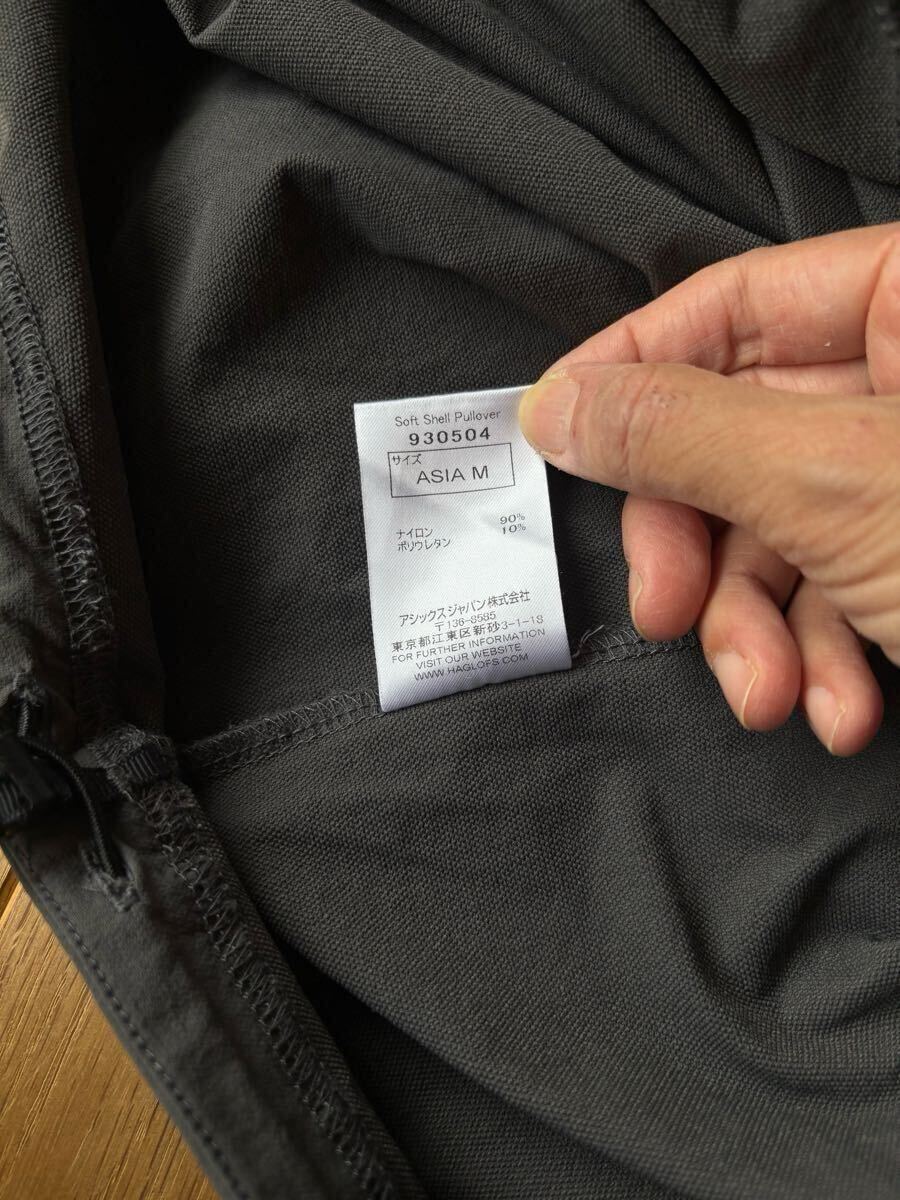 Soft Shell Pullover
930504
サイズ
ASIA M
ナイロン 90%
ポリウレタン 10%
アシックスジャパン株式会社
〒136-8585
東京都江東区新砂3-1-18
FOR FURTHER INFORMATION
VISIT OUR WEBSITE
WWW.HAGLOFS.COM